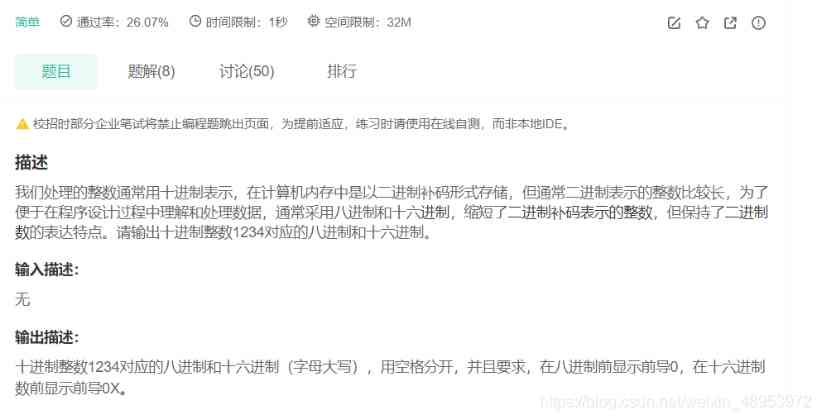 简单 通过率：26.07% 时间限制：1秒 空间限制：32M
题目 题解(8) 讨论(50) 排行
校招时部分企业笔试将禁止编程题跳出页面，为提前适应，练习时请使用在线自测，而非本地IDE。
描述
我们处理的整数通常用十进制表示，在计算机内存中是以二进制补码形式存储，但通常二进制表示的整数比较长，为了
便于在程序设计过程中理解和处理数据，通常采用八进制和十六进制，缩短了二进制补码表示的整数，但保持了二进制
数的表达特点。请输出十进制整数1234对应的八进制和十六进制。
输入描述：
无
输出描述：
十进制整数1234对应的八进制和十六进制（字母大写），用空格分开，并且要求，在八进制前显示前导0，在十六进制
数前显示前导0X。
https://blog.csdn.net/weixin_48953972